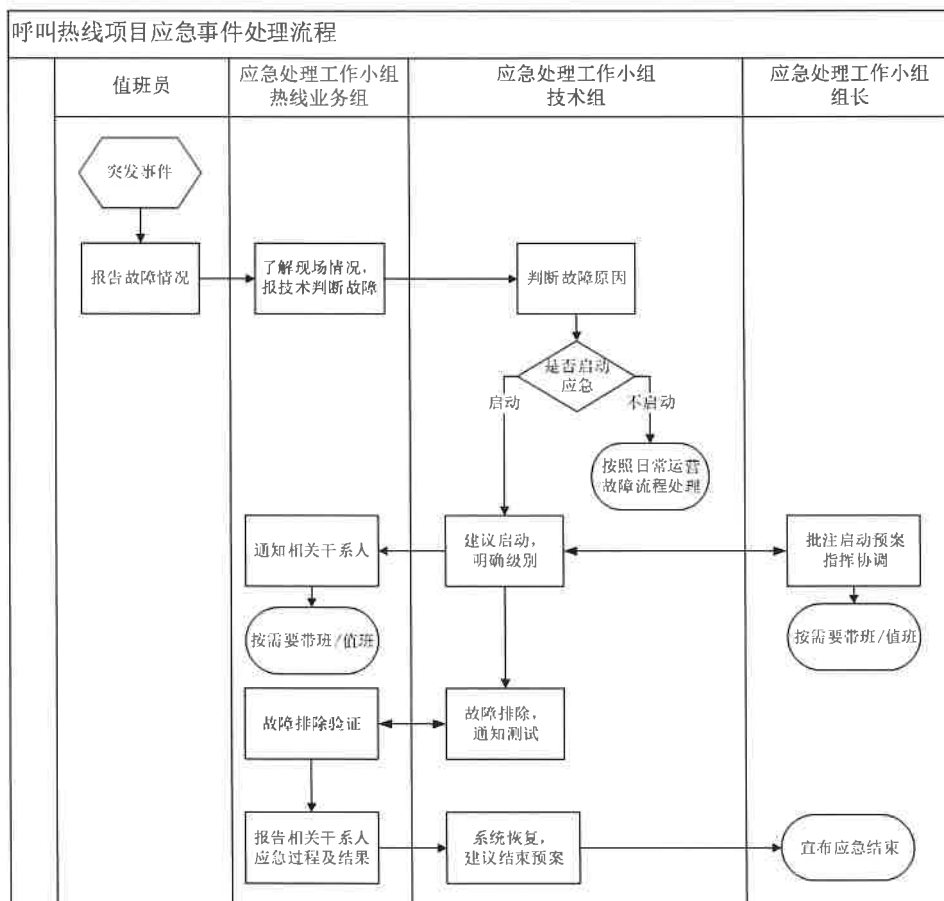 呼叫热线项目应急事件处理流程
值班员
应急处理工作小组
热线业务组
应急处理工作小组
技术组
应急处理工作小组
组长
突发事件
报告故障情况
了解现场情况，
报技术判断故障
判断故障原因
是否启动
应急
启动
不启动
按照日常运营
故障流程处理
通知相关干系人
建议启动，
明确级别
批注启动预案
指挥协调
按需要带班/值班
按需要带班/值班
故障排除验证
故障排除，
通知测试
报告相关干系人
应急过程及结果
系统恢复，
建议结束预案
宣布应急结束